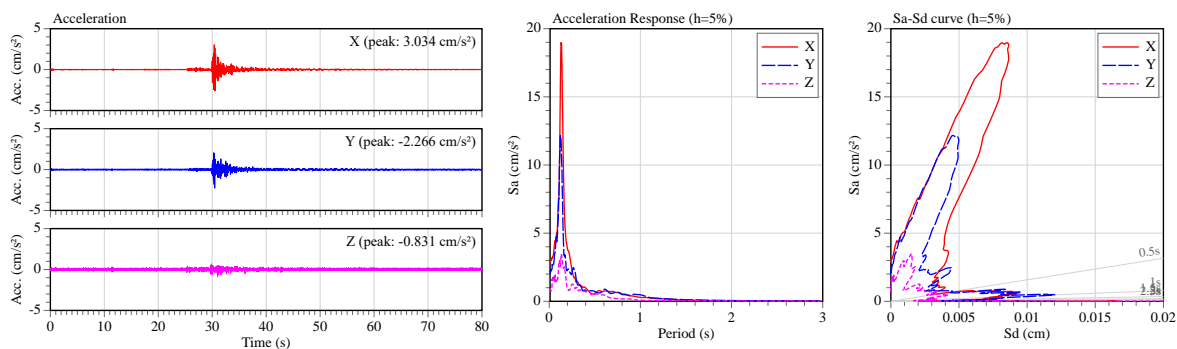 Acceleration
5
0
-5
Acc. (cm/s²)
X (peak: 3.034 cm/s²)
5
0
-5
Acc. (cm/s²)
Y (peak: -2.266 cm/s²)
5
0
-5
Acc. (cm/s²)
Z (peak: -0.831 cm/s²)
0 10 20 30 40 50 60 70 80
Time (s)
Acceleration Response (h=5%)
20
15
10
5
0
Sa (cm/s²)
X
Y
Z
0 1 2 3
Period (s)
Sa-Sd curve (h=5%)
20
15
10
5
0
Sa (cm/s²)
X
Y
Z
0.5s
1s
0 0.005 0.01 0.015 0.02
Sd (cm)